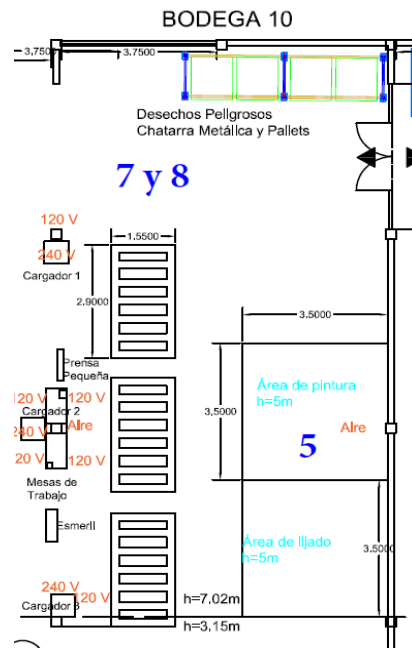 BODEGA 10
3,7500
3.7500
Desechos Peligrosos
Chatarra Metálica y Pallets
7 y 8
120 V
240 V
Cargador 1
1.5500
2.9000
3.5000
Prensa
Pequeña
120 V
120 V
Cargador 2
Aire
240 V
120 V
20 V
Mesas de
Trabajo
Área de pintura
h=5m
3.5000
Aire
5
Esmeril
Área de lijado
h=5m
3.5000
240 V
120 V
Cargador 3
h=7.02m
h=3.15m